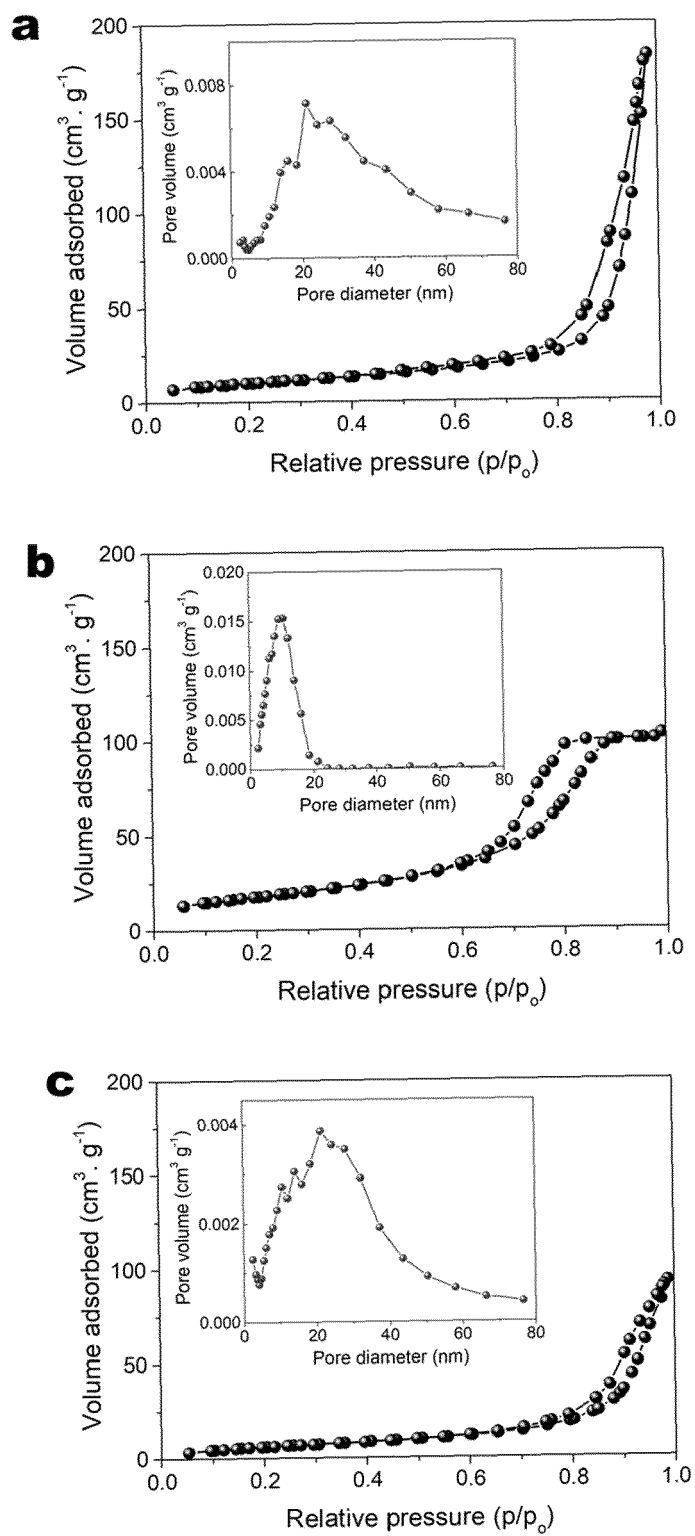 a
200
150
100
50
0
Volume adsorbed (cm³. g⁻¹)
0.008
0.004
0.000
Pore volume (cm³ g⁻¹)
0 20 40 60 80
Pore diameter (nm)
0.0 0.2 0.4 0.6 0.8 1.0
Relative pressure (p/pₒ)
b
200
150
100
50
0
Volume adsorbed (cm³. g⁻¹)
0.020
0.015
0.010
0.005
0.000
Pore volume (cm³ g⁻¹)
0 20 40 60 80
Pore diameter (nm)
0.0 0.2 0.4 0.6 0.8 1.0
Relative pressure (p/pₒ)
c
200
150
100
50
0
Volume adsorbed (cm³. g⁻¹)
0.004
0.002
0.000
Pore volume (cm³ g⁻¹)
0 20 40 60 80
Pore diameter (nm)
0.0 0.2 0.4 0.6 0.8 1.0
Relative pressure (p/pₒ)